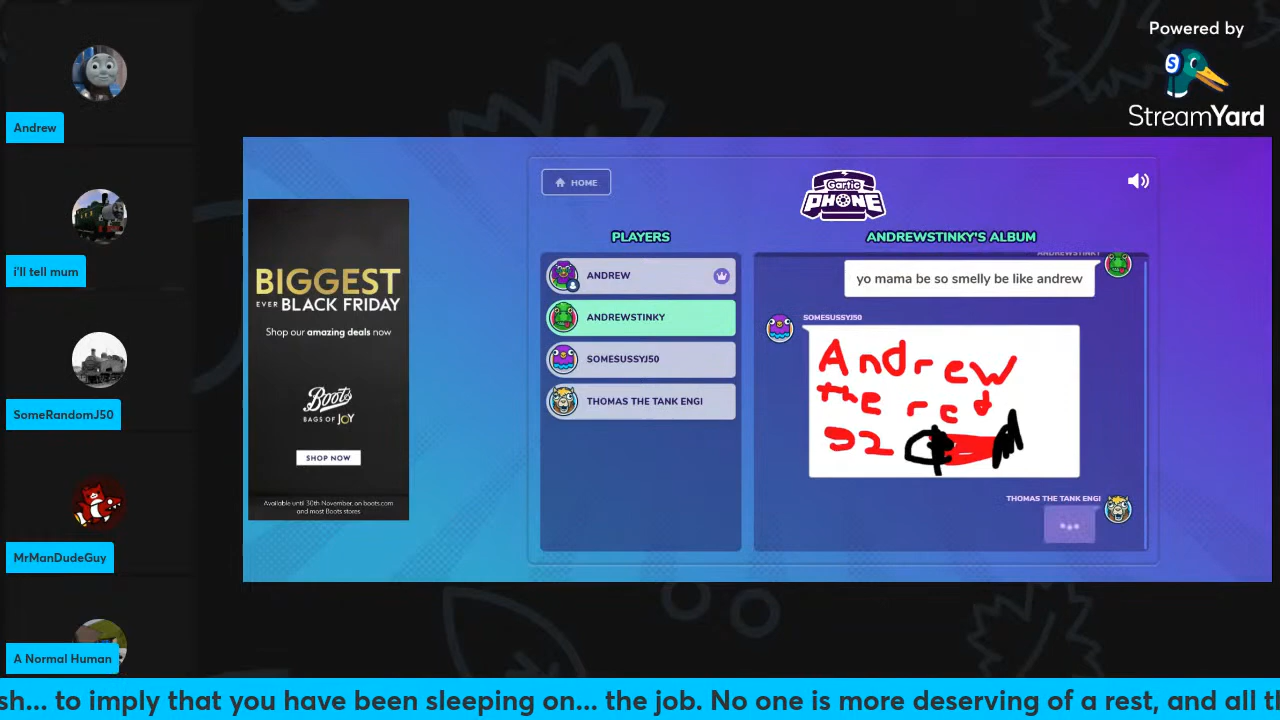 Powered by
StreamYard
Andrew
i'll tell mum
SomeRandomJ50
MrManDudeGuy
A Normal Human
HOME
Gartic
PHONE
PLAYERS
ANDREW
ANDREWSTINKY
SOMESUSSYJ50
THOMAS THE TANK ENGI
ANDREWSTINKY'S ALBUM
ANDREWSTINKY
yo mama be so smelly be like andrew
SOMESUSSYJ50
Andrew
the red
52
THOMAS THE TANK ENGI
BIGGEST
EVER BLACK FRIDAY
Shop our amazing deals now
Boots
BAGS OF JOY
SHOP NOW
Available until 30th November, on boots.com
and most Boots stores
sh... to imply that you have been sleeping on... the job. No one is more deserving of a rest, and all